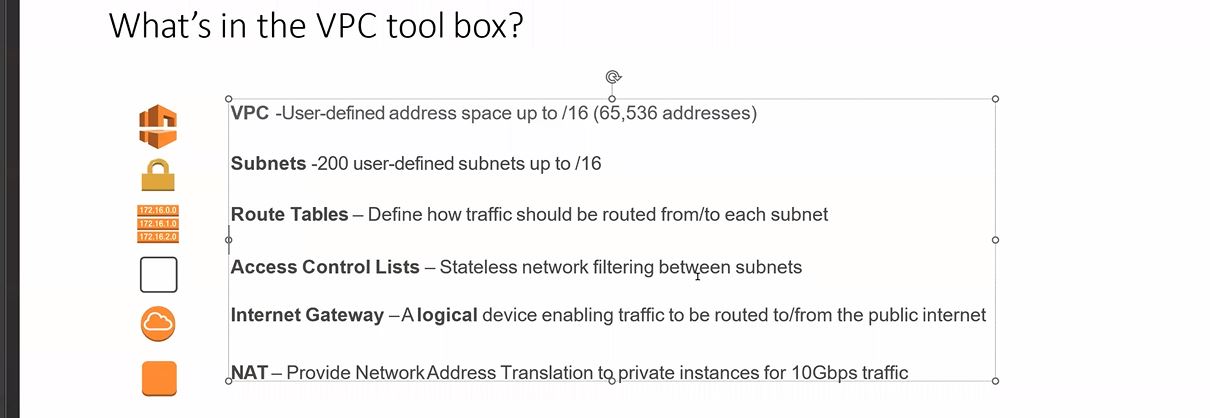 What's in the VPC tool box?
VPC -User-defined address space up to /16 (65,536 addresses)
Subnets -200 user-defined subnets up to /16
172.16.0.0
172.16.1.0
172.16.2.0
Route Tables – Define how traffic should be routed from/to each subnet
Access Control Lists – Stateless network filtering between subnets
Internet Gateway – A logical device enabling traffic to be routed to/from the public internet
NAT – Provide Network Address Translation to private instances for 10Gbps traffic